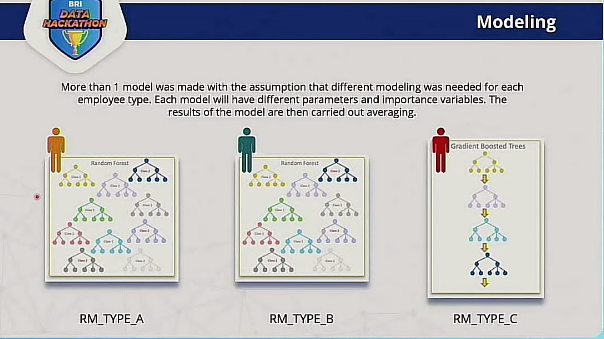 BRI
DATA
HACKATHON
Modeling
More than 1 model was made with the assumption that different modeling was needed for each
employee type. Each model will have different parameters and importance variables. The
results of the model are then carried out averaging.
Random Forest
Random Forest
Gradient Boosted Trees
RM_TYPE_A
RM_TYPE_B
RM_TYPE_C